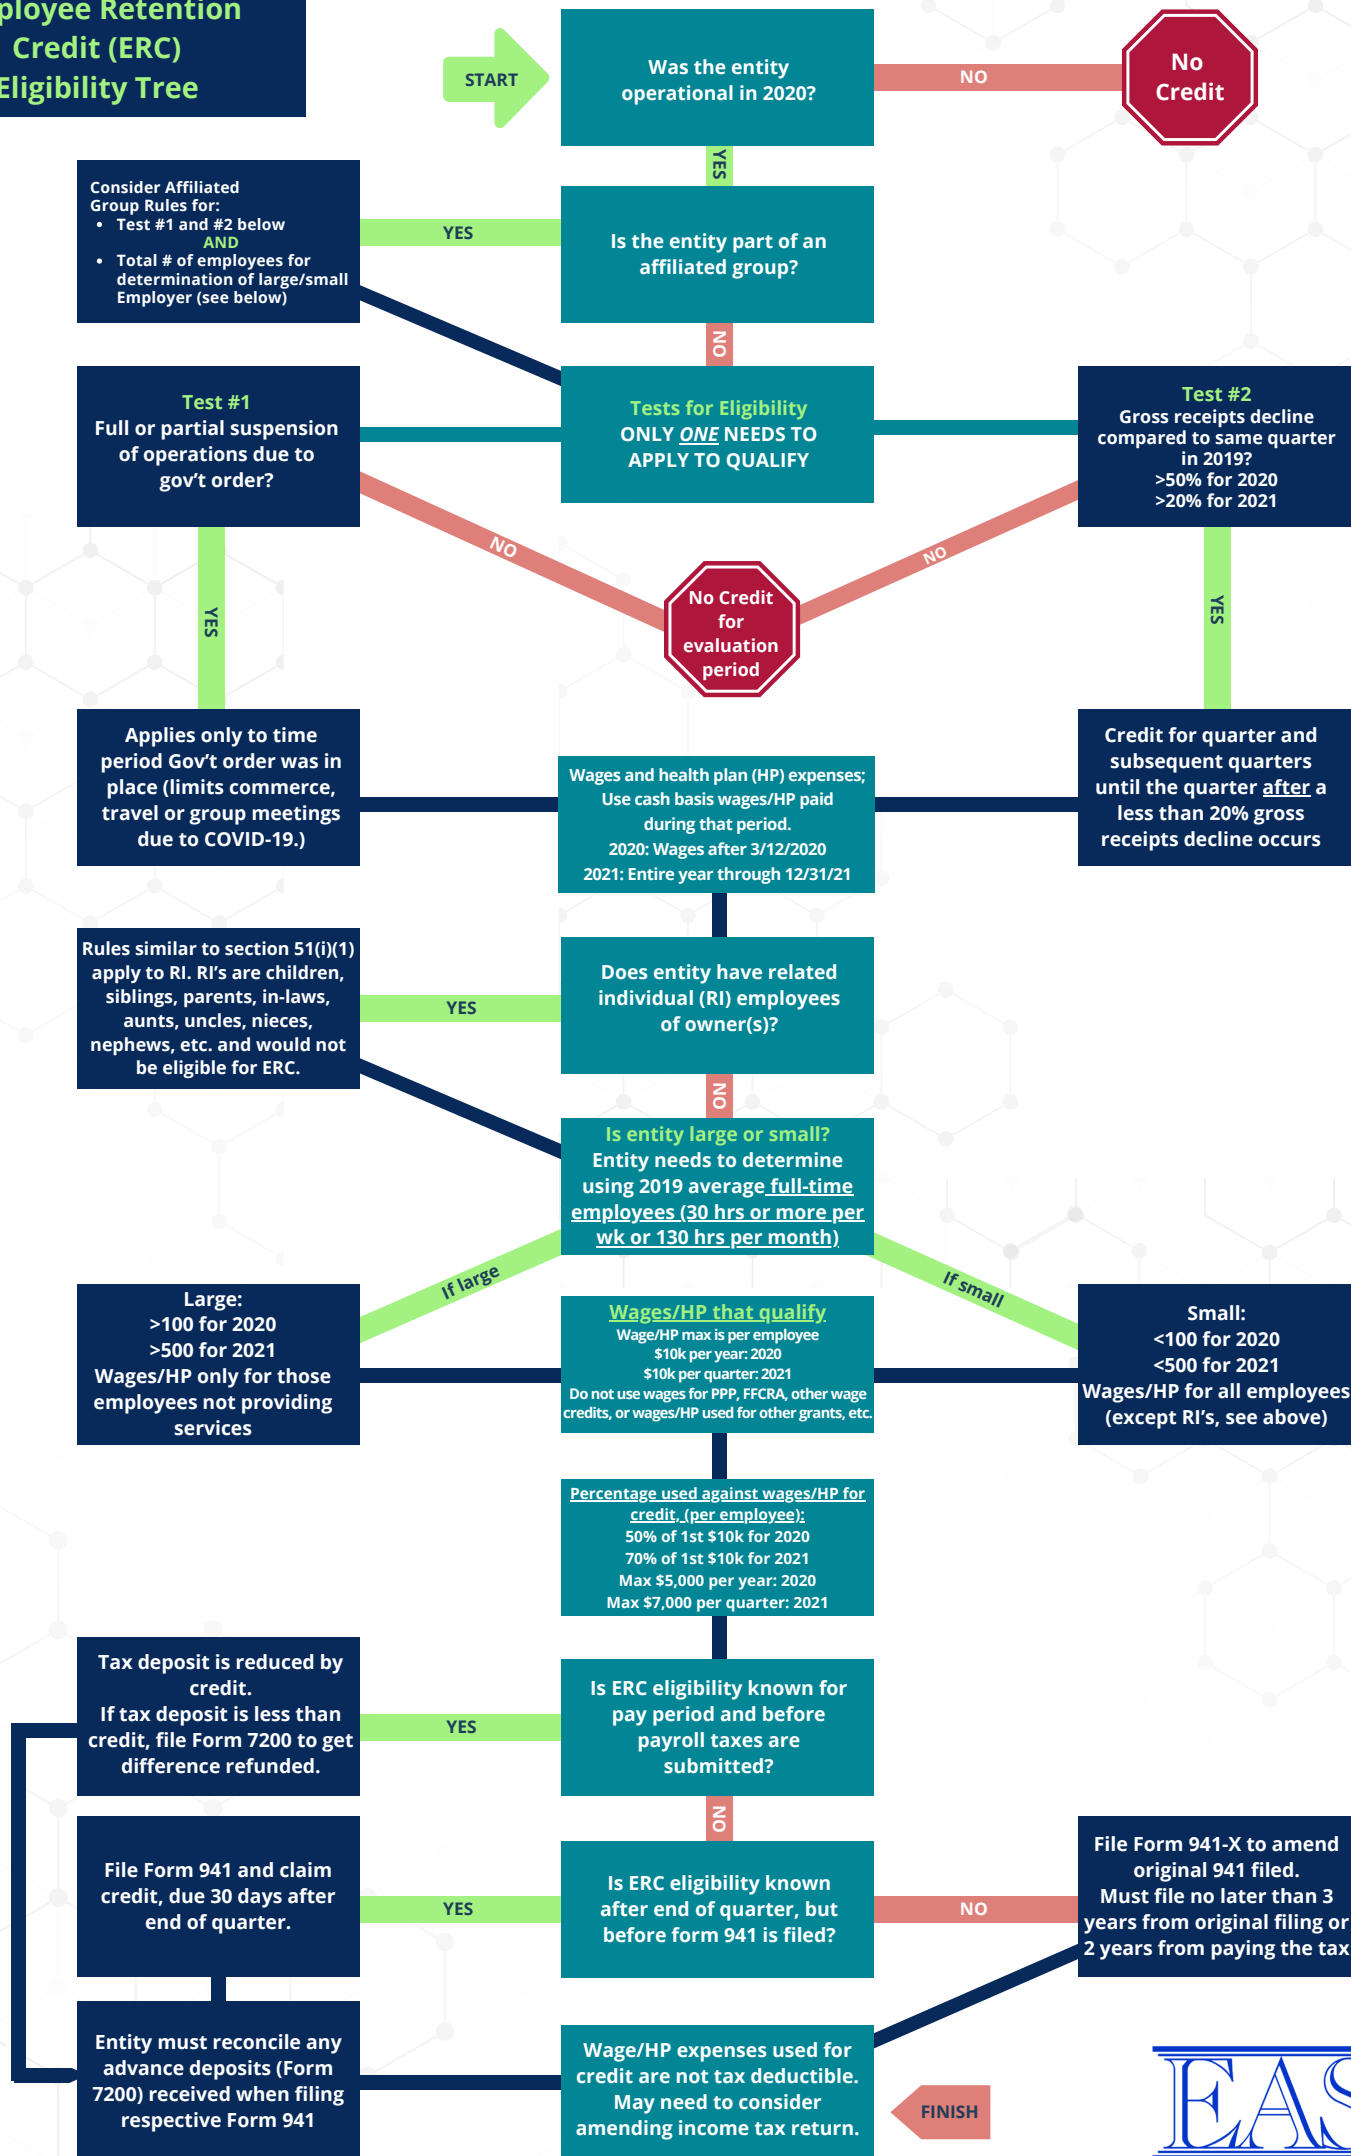 ployee Retention
Credit (ERC)
Eligibility Tree
START
Was the entity
operational in 2020?
NO
No
Credit
YES
Consider Affiliated
Group Rules for:
• Test #1 and #2 below
AND
• Total # of employees for
determination of large/small
Employer (see below)
YES
Is the entity part of an
affiliated group?
NO
Test #1
Full or partial suspension
of operations due to
gov't order?
Tests for Eligibility
ONLY ONE NEEDS TO
APPLY TO QUALIFY
Test #2
Gross receipts decline
compared to same quarter
in 2019?
>50% for 2020
>20% for 2021
NO
NO
No Credit
for
evaluation
period
YES
YES
Applies only to time
period Gov't order was in
place (limits commerce,
travel or group meetings
due to COVID-19.)
Wages and health plan (HP) expenses;
Use cash basis wages/HP paid
during that period.
2020: Wages after 3/12/2020
2021: Entire year through 12/31/21
Credit for quarter and
subsequent quarters
until the quarter after a
less than 20% gross
receipts decline occurs
Rules similar to section 51(i)(1)
apply to RI. RI's are children,
siblings, parents, in-laws,
aunts, uncles, nieces,
nephews, etc. and would not
be eligible for ERC.
YES
Does entity have related
individual (RI) employees
of owner(s)?
NO
Is entity large or small?
Entity needs to determine
using 2019 average full-time
employees (30 hrs or more per
wk or 130 hrs per month)
If large
If small
Large:
>100 for 2020
>500 for 2021
Wages/HP only for those
employees not providing
services
Wages/HP that qualify
Wage/HP max is per employee
$10k per year: 2020
$10k per quarter: 2021
Do not use wages for PPP, FFCRA, other wage
credits, or wages/HP used for other grants, etc.
Small:
<100 for 2020
<500 for 2021
Wages/HP for all employees
(except RI's, see above)
Percentage used against wages/HP for
credit, (per employee):
50% of 1st $10k for 2020
70% of 1st $10k for 2021
Max $5,000 per year: 2020
Max $7,000 per quarter: 2021
Tax deposit is reduced by
credit.
If tax deposit is less than
credit, file Form 7200 to get
difference refunded.
YES
Is ERC eligibility known for
pay period and before
payroll taxes are
submitted?
NO
File Form 941 and claim
credit, due 30 days after
end of quarter.
YES
Is ERC eligibility known
after end of quarter, but
before form 941 is filed?
NO
File Form 941-X to amend
original 941 filed.
Must file no later than 3
years from original filing or
2 years from paying the tax
Entity must reconcile any
advance deposits (Form
7200) received when filing
respective Form 941
Wage/HP expenses used for
credit are not tax deductible.
May need to consider
amending income tax return.
FINISH
EAS